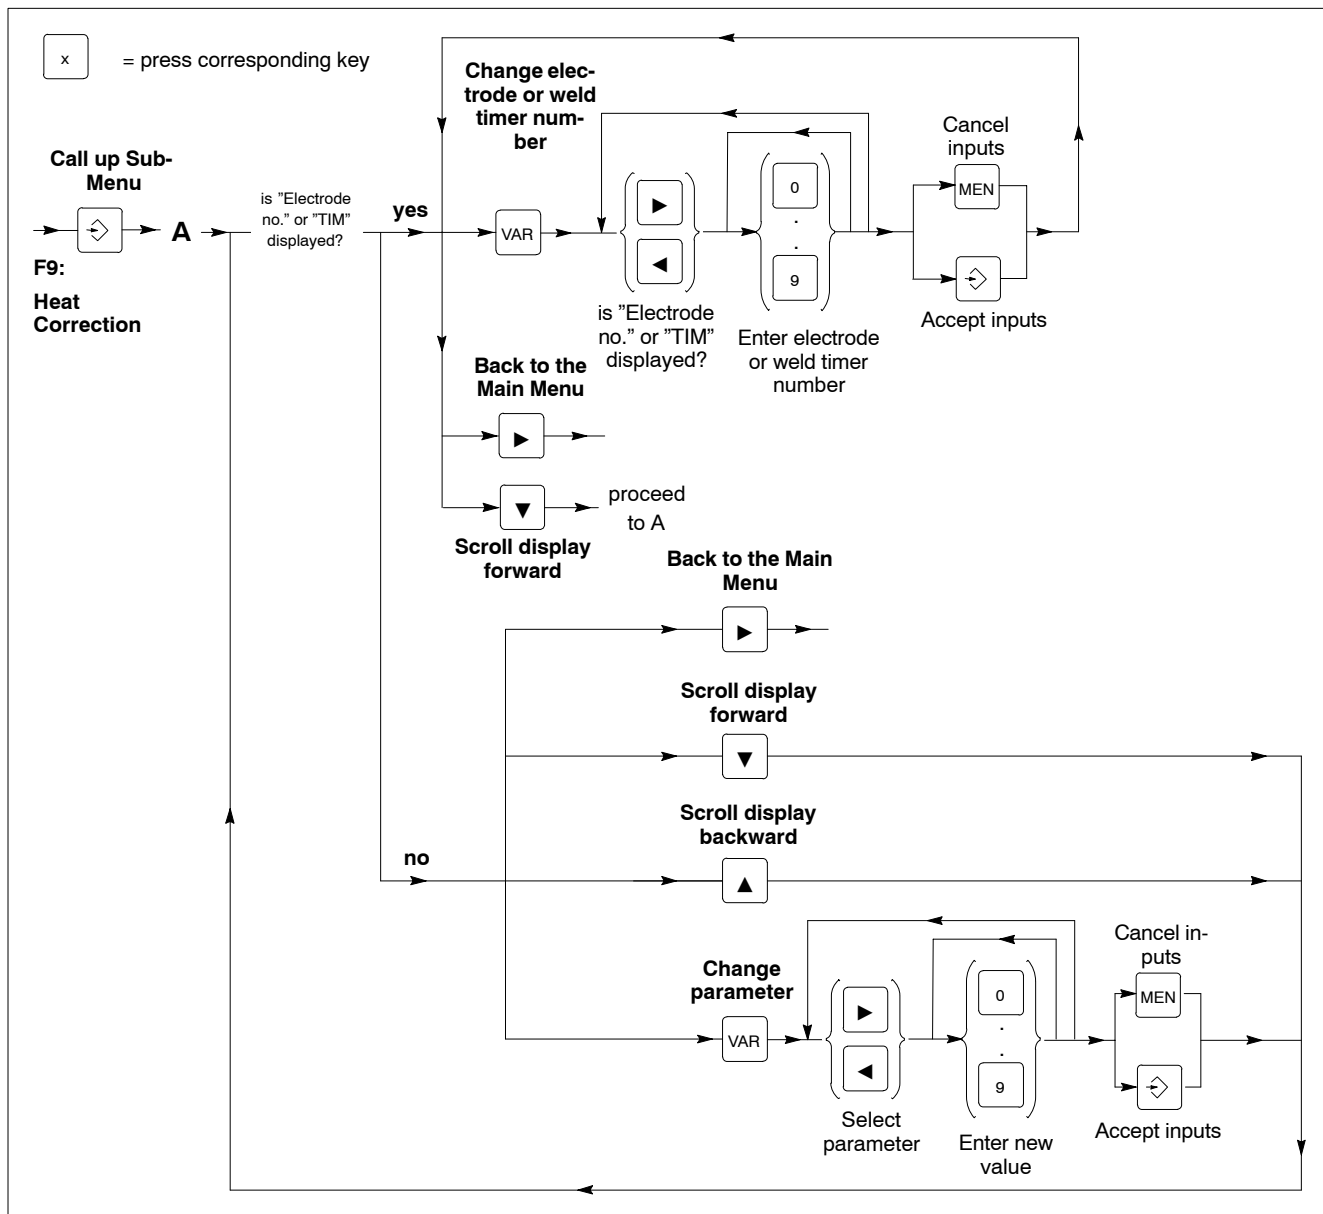 x
= press corresponding key
Change elec-
trode or weld
timer num-
ber
Cancel
inputs
Call up Sub-
Menu
is ”Electrode
no.” or ”TIM”
displayed?
yes
A
VAR
0
.
.
9
MEN
F9:
Heat
Correction
is ”Electrode
no.” or ”TIM”
displayed?
Enter electrode
or weld timer
number
Accept inputs
Back to the
Main Menu
proceed
to A
Scroll display
forward
Back to the Main
Menu
Scroll display
forward
Scroll display
backward
no
Change
parameter
VAR
0
.
.
9
Cancel in-
puts
MEN
Select
parameter
Enter new
value
Accept inputs